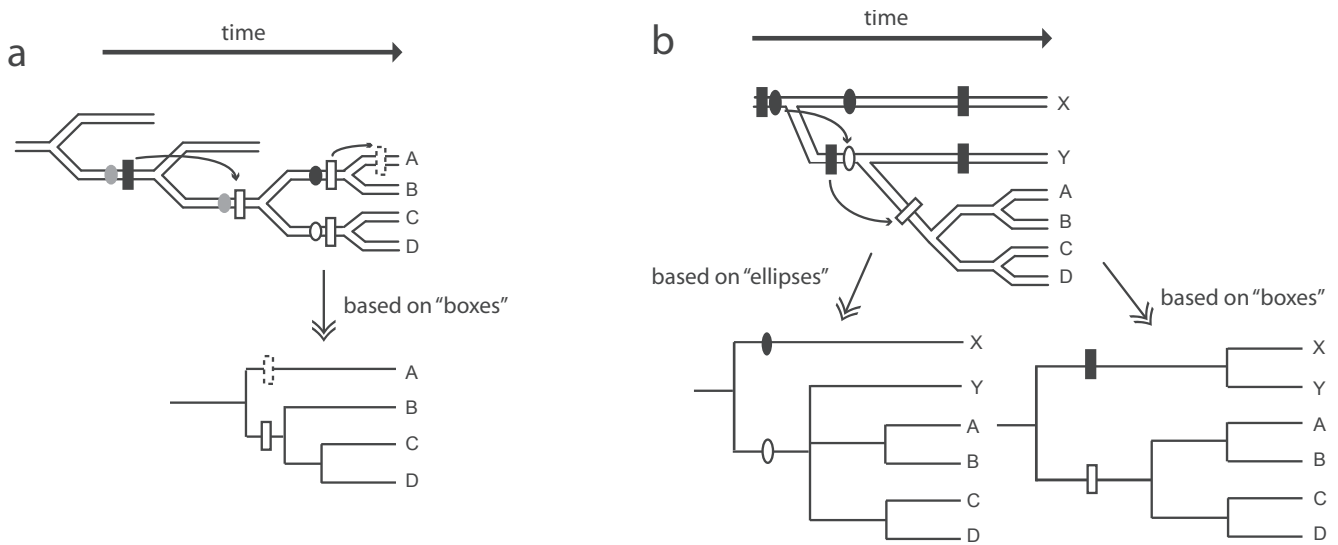 a
time
A
B
C
D
based on “boxes”
A
B
C
D
b
time
X
Y
A
B
C
D
based on “ellipses”
based on “boxes”
X
Y
A
B
C
D
X
Y
A
B
C
D